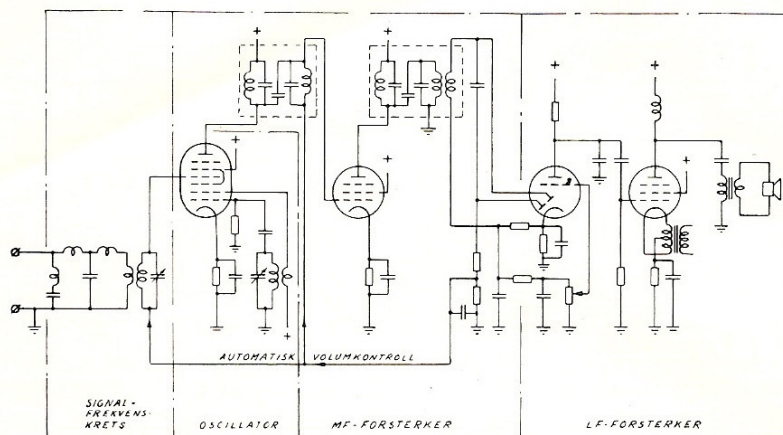 AUTOMATISK VOLUMKONTROLL
SIGNAL-
FREKVENS-
KRETS
OSCILLATOR
MF-FORSTERKER
LF-FORSTERKER